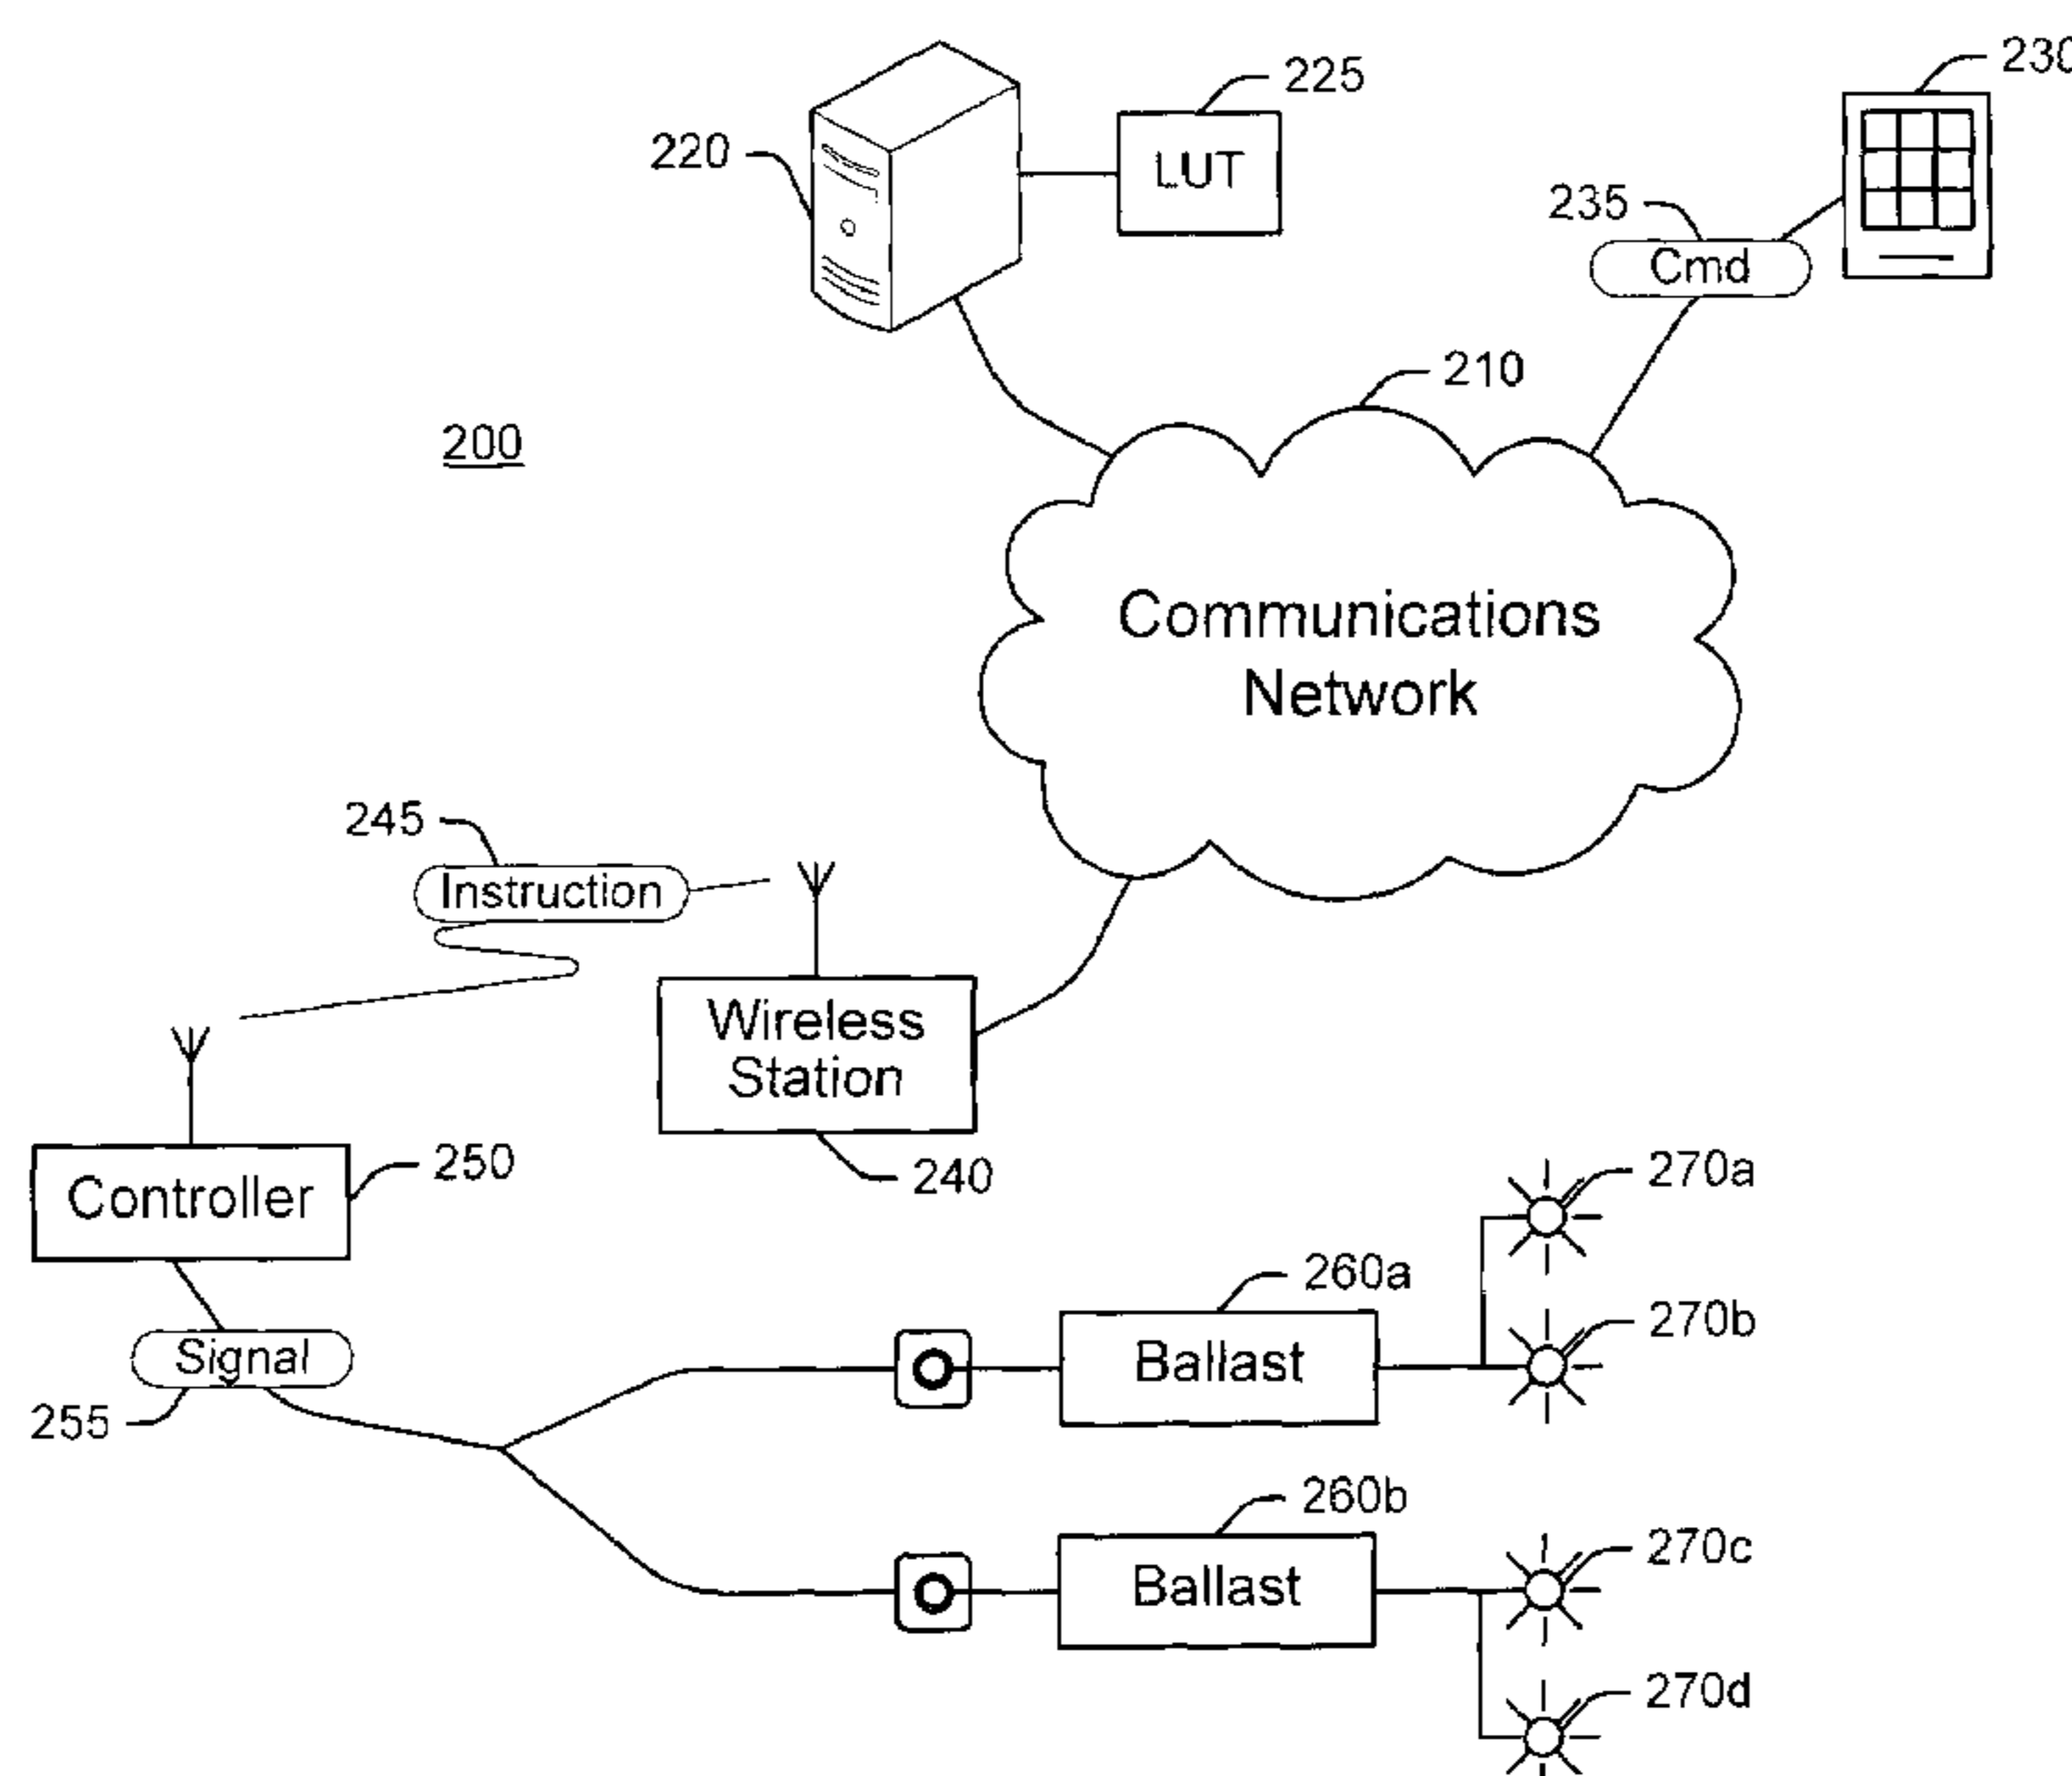 230
225
220
LUT
235
Cmd
210
200
Communications
Network
245
Instruction
Wireless
Station
250
240
Controller
270a
260a
270b
Ballast
Signal
255
260b
270c
Ballast
270d